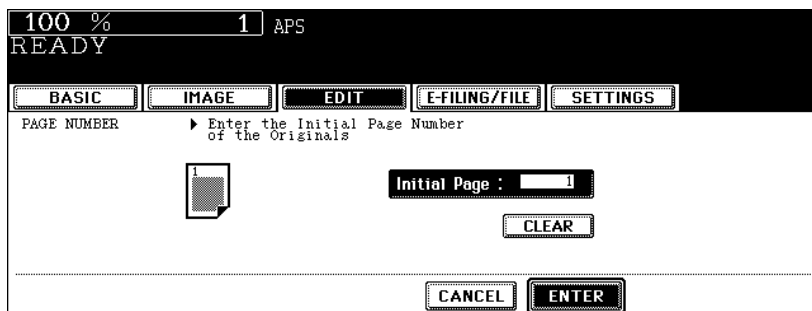 100 % 1 APS
READY
BASIC IMAGE EDIT E-FILING/FILE SETTINGS
PAGE NUMBER ▶ Enter the Initial Page Number
of the Originals
1
Initial Page : 1
CLEAR
CANCEL ENTER